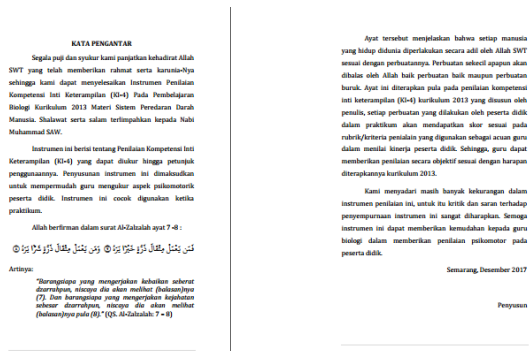 KATA PENGANTAR
Segala puji dan syukur kami panjatkan kehadirat Allah
SWT yang telah memberikan rahmat serta karunia-Nya
sehingga kami dapat menyelesaikan Instrumen Penilaian
Kompetensi Inti Keterampilan (KI-4) Pada Pembelajaran
Biologi Kurikulum 2013 Materi Sistem Peredaran Darah
Manusia. Shalawat serta salam terlimpahkan kepada Nabi
Muhammad SAW.
Instrumen ini berisi tentang Penilaian Kompetensi Inti
Keterampilan (KI-4) yang dapat diukur hingga petunjuk
penggunaannya. Penyusunan instrumen ini dimaksudkan
untuk mempermudah guru mengukur aspek psikomotorik
peserta didik. Instrumen ini cocok digunakan ketika
praktikum.
Allah berfirman dalam surat Al-Zalzalah ayat 7 -8 :
فَمَن يَعْمَلْ مِثْقَالَ ذَرَّةٍ خَيْرًا يَرَهُ ۝ وَمَن يَعْمَلْ مِثْقَالَ ذَرَّةٍ شَرًّا يَرَهُ ۝
Artinya:
"Barangsiapa yang mengerjakan kebaikan seberat
dzarrahpun, niscaya dia akan melihat (balasan)nya
(7). Dan barangsiapa yang mengerjakan kejahatan
sebesar dzarrahpun, niscaya dia akan melihat
(balasan)nya pula (8)." (QS. Al-Zalzalah: 7 - 8)
Ayat tersebut menjelaskan bahwa setiap manusia
yang hidup didunia diperlakukan secara adil oleh Allah SWT
sesuai dengan perbuatannya. Perbuatan sekecil apapun akan
dibalas oleh Allah baik perbuatan baik maupun perbuatan
buruk. Ayat ini diterapkan pula pada penilaian kompetensi
inti keterampilan (KI-4) kurikulum 2013 yang disusun oleh
penulis, setiap perbuatan yang dilakukan oleh peserta didik
dalam praktikum akan mendapatkan skor sesuai pada
rubrik/kriteria penialain yang digunakan sebagai acuan guru
dalam menilai kinerja peserta didik. Sehingga, guru dapat
memberikan penilaian secara objektif sesuai dengan harapan
diterapkannya kurikulum 2013.
Kami menyadari masih banyak kekurangan dalam
instrumen penilaian ini, untuk itu kritik dan saran terhadap
penyempurnaan instrumen ini sangat diharapkan. Semoga
instrumen ini dapat memberikan kemudahan kepada guru
biologi dalam memberikan penilaian psikomotor pada
peserta didik.
Semarang, Desember 2017
Penyusun